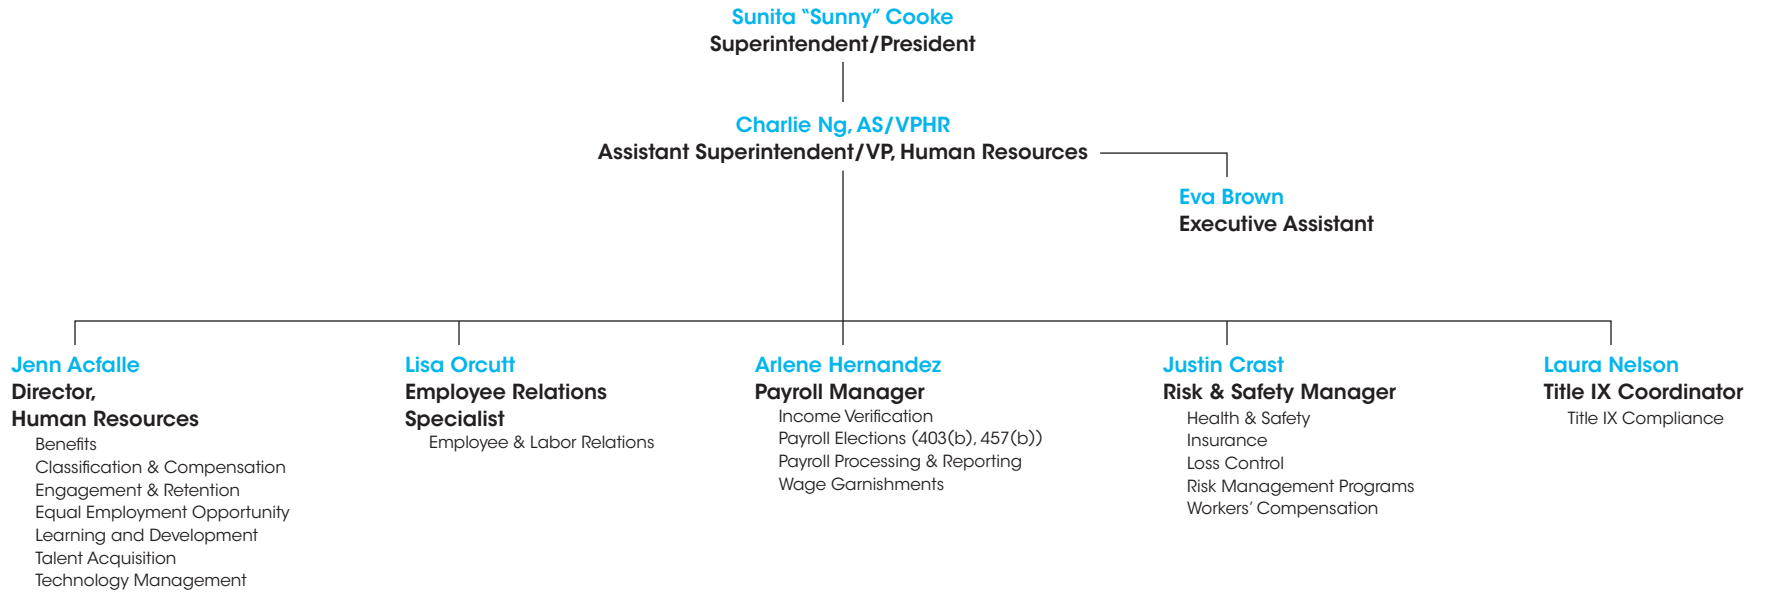 Sunita “Sunny” Cooke
Superintendent/President
Charlie Ng, AS/VPHR
Assistant Superintendent/VP, Human Resources
Eva Brown
Executive Assistant
Jenn Acfalle
Director,
Human Resources
Benefits
Classification & Compensation
Engagement & Retention
Equal Employment Opportunity
Learning and Development
Talent Acquisition
Technology Management
Lisa Orcutt
Employee Relations
Specialist
Employee & Labor Relations
Arlene Hernandez
Payroll Manager
Income Verification
Payroll Elections (403(b), 457(b))
Payroll Processing & Reporting
Wage Garnishments
Justin Crast
Risk & Safety Manager
Health & Safety
Insurance
Loss Control
Risk Management Programs
Workers’ Compensation
Laura Nelson
Title IX Coordinator
Title IX Compliance